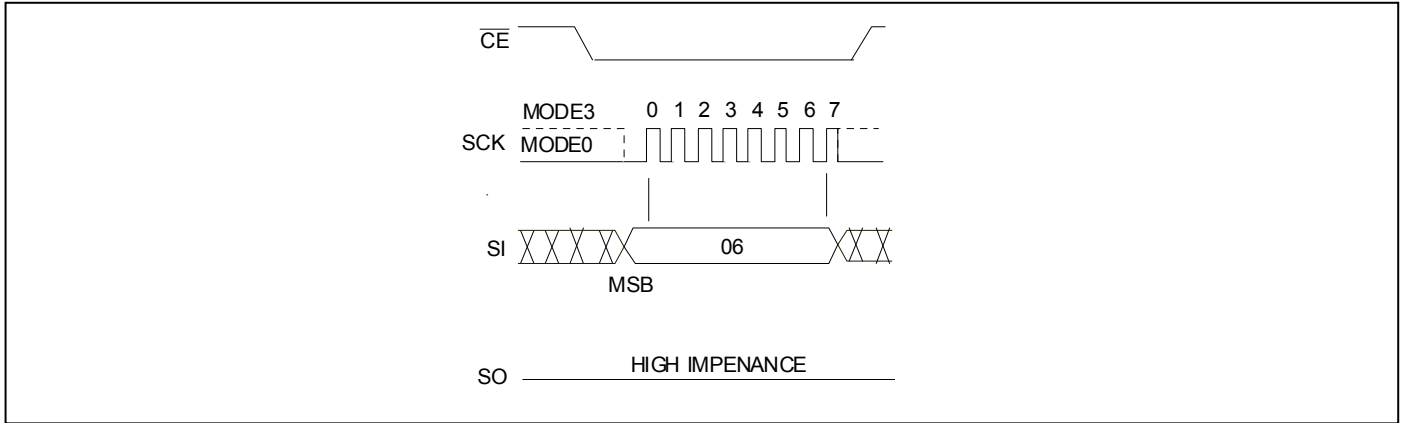 CE
MODE3 0 1 2 3 4 5 6 7
SCK MODE0
SI 06
MSB
SO HIGH IMPENANCE